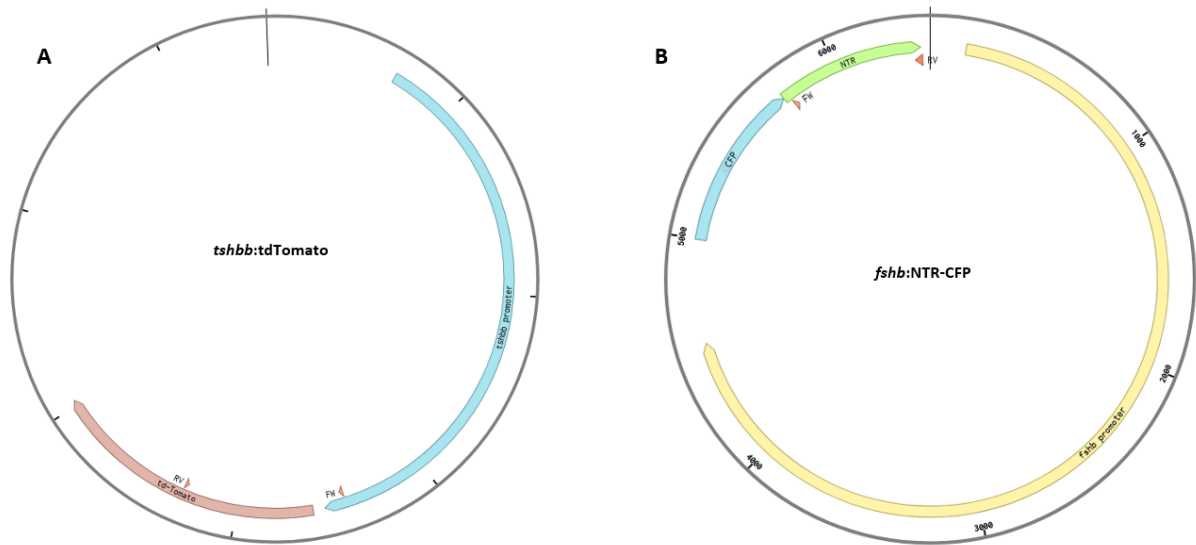 A
tshbb:tdTomato
tshbb promoter
FW
RV
td-Tomato
B
fshb:NTR-CFP
6000
NTR
RV
FW
CFP
1000
5000
2000
fshb promoter
4000
3000